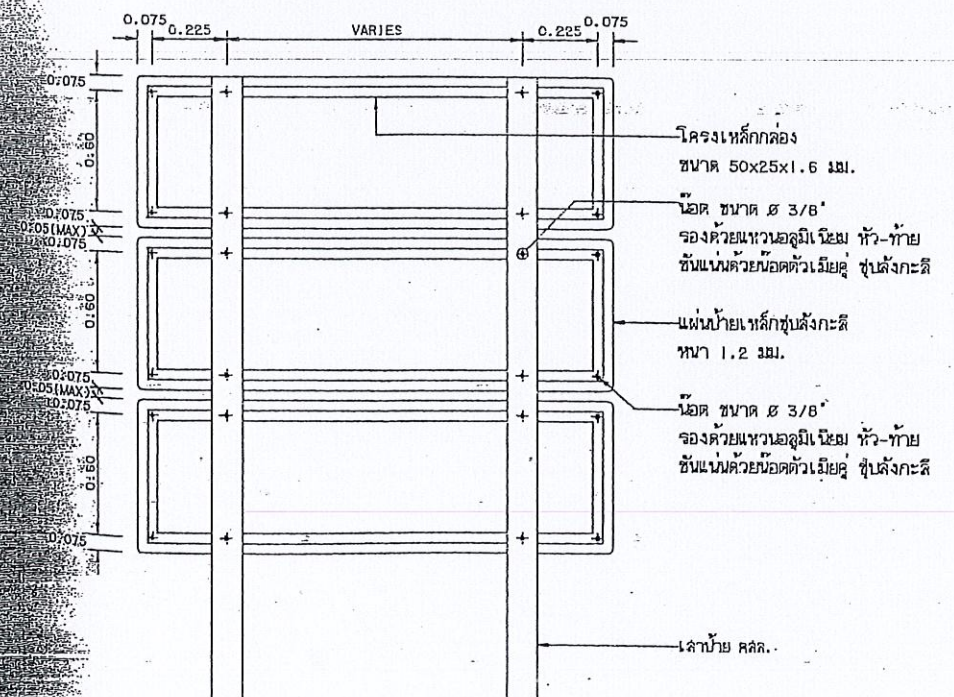 0.075 0.225 VARIES 0.225 0.075
0.075
0.60
0.075
0.05(MAX)
0.075
0.60
0.075
0.05(MAX)
0.075
0.60
0.075
โครงเหล็กกล่อง
ขนาด 50x25x1.6 มม.
น๊อต ขนาด ø 3/8"
รองด้วยแหวนอลูมิเนียม หัว-ท้าย
ขันแน่นด้วยน๊อตตัวเมียคู่ ชุบสังกะสี
แผ่นป้ายเหล็กชุบสังกะสี
หนา 1.2 มม.
น๊อต ขนาด ø 3/8"
รองด้วยแหวนอลูมิเนียม หัว-ท้าย
ขันแน่นด้วยน๊อตตัวเมียคู่ ชุบสังกะสี
เสาป้าย คสล.